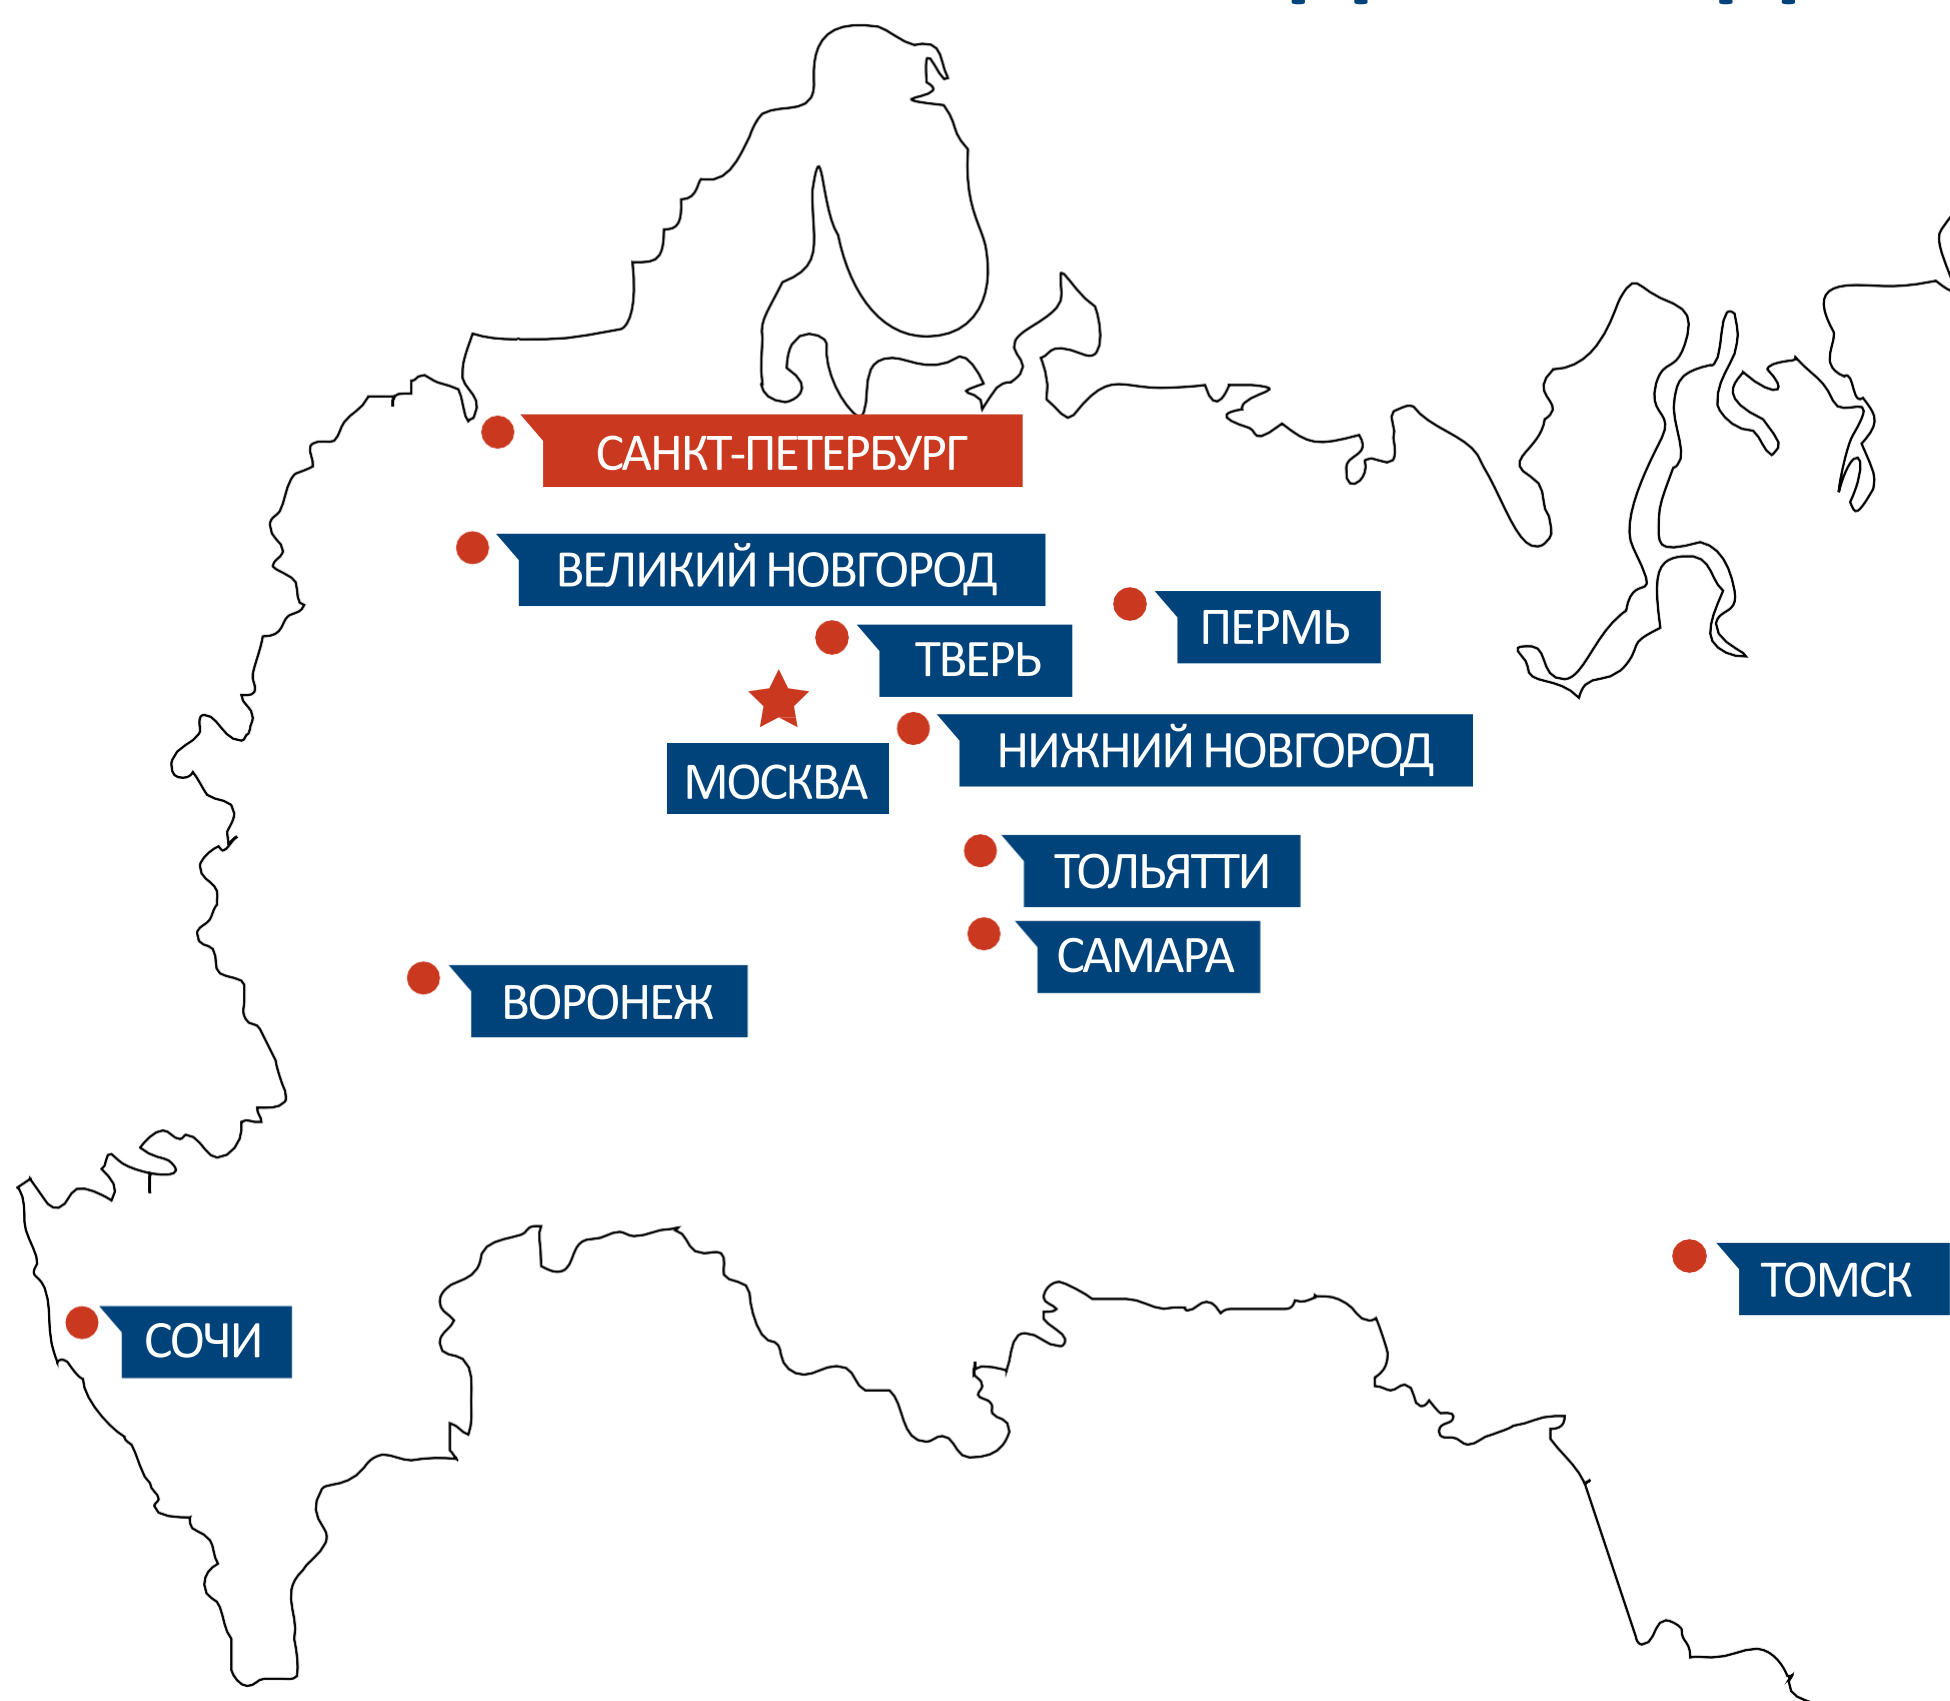 САНКТ-ПЕТЕРБУРГ
ВЕЛИКИЙ НОВГОРОД
ПЕРМЬ
ТВЕРЬ
НИЖНИЙ НОВГОРОД
МОСКВА
ТОЛЬЯТТИ
САМАРА
ВОРОНЕЖ
ТОМСК
СОЧИ